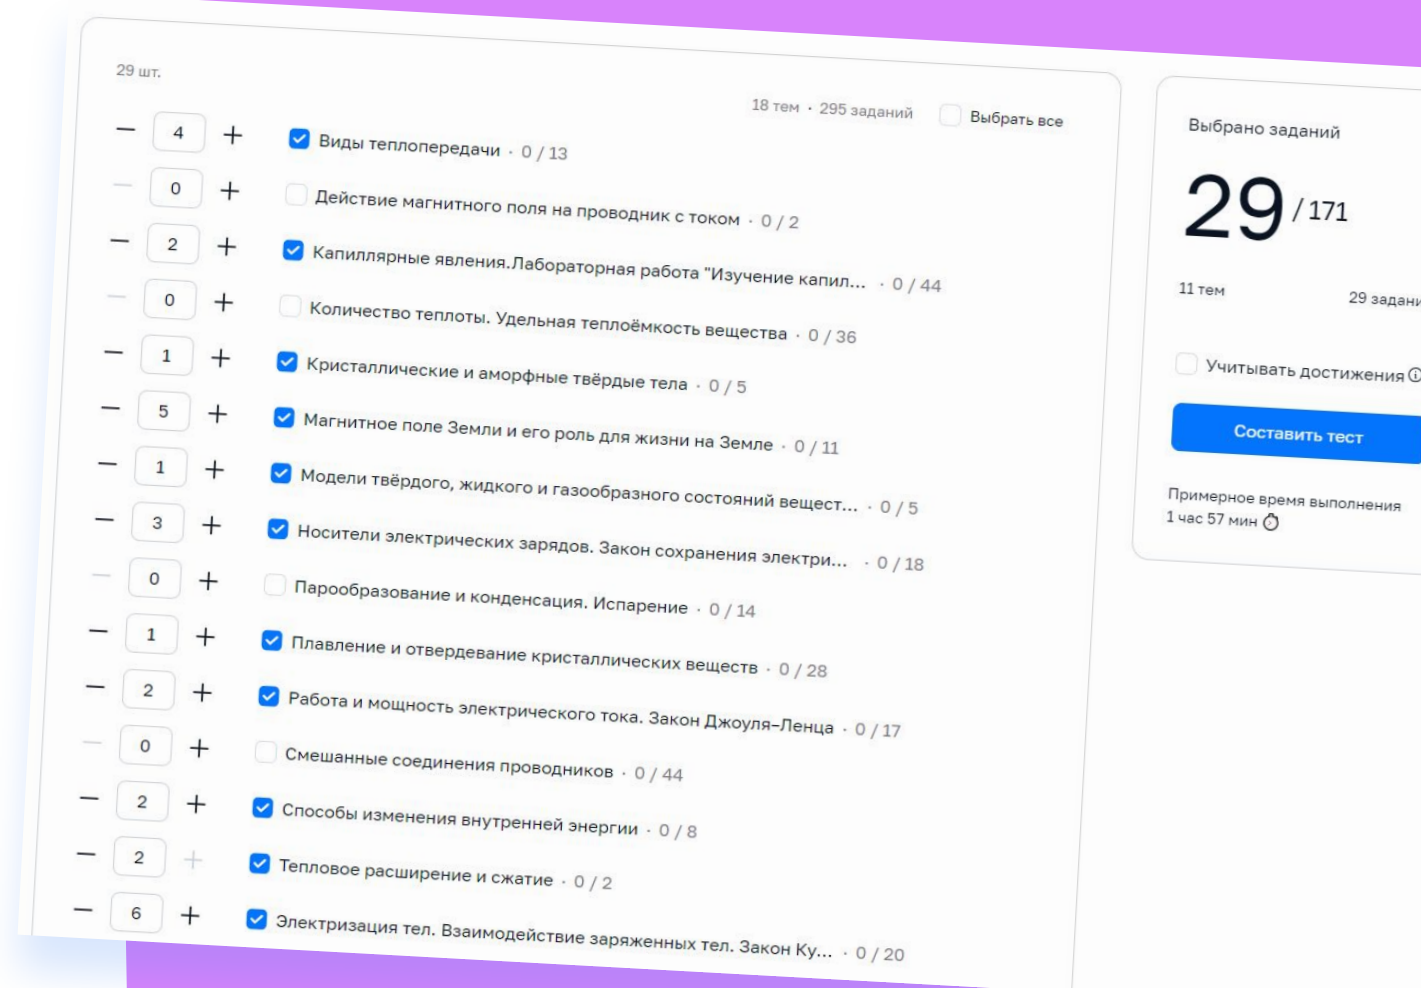 29 шт.
18 тем · 295 заданий Выбрать все
4 Виды теплопередачи · 0 / 13
0 Действие магнитного поля на проводник с током · 0 / 2
2 Капиллярные явления.Лабораторная работа "Изучение капил... · 0 / 44
0 Количество теплоты. Удельная теплоёмкость вещества · 0 / 36
1 Кристаллические и аморфные твёрдые тела · 0 / 5
5 Магнитное поле Земли и его роль для жизни на Земле · 0 / 11
1 Модели твёрдого, жидкого и газообразного состояний вещест... · 0 / 5
3 Носители электрических зарядов. Закон сохранения электри... · 0 / 18
0 Парообразование и конденсация. Испарение · 0 / 14
1 Плавление и отвердевание кристаллических веществ · 0 / 28
2 Работа и мощность электрического тока. Закон Джоуля–Ленца · 0 / 17
0 Смешанные соединения проводников · 0 / 44
2 Способы изменения внутренней энергии · 0 / 8
2 Тепловое расширение и сжатие · 0 / 2
6 Электризация тел. Взаимодействие заряженных тел. Закон Ку... · 0 / 20
Выбрано заданий
29 / 171
11 тем 29 задани
Учитывать достижения
Составить тест
Примерное время выполнения
1 час 57 мин